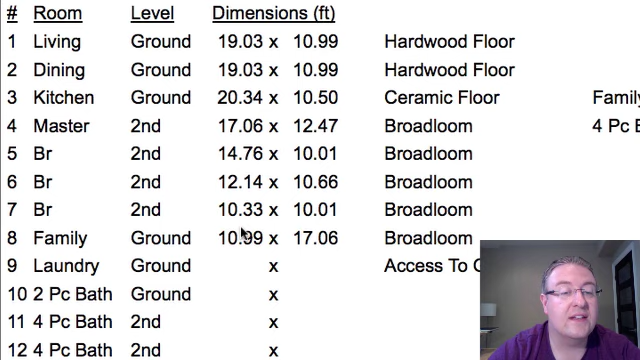 # Room Level Dimensions (ft)
1 Living Ground 19.03 x 10.99 Hardwood Floor
2 Dining Ground 19.03 x 10.99 Hardwood Floor
3 Kitchen Ground 20.34 x 10.50 Ceramic Floor Family
4 Master 2nd 17.06 x 12.47 Broadloom 4 Pc B
5 Br 2nd 14.76 x 10.01 Broadloom
6 Br 2nd 12.14 x 10.66 Broadloom
7 Br 2nd 10.33 x 10.01 Broadloom
8 Family Ground 10.99 x 17.06 Broadloom
9 Laundry Ground x Access To
10 2 Pc Bath Ground x
11 4 Pc Bath 2nd x
12 4 Pc Bath 2nd x